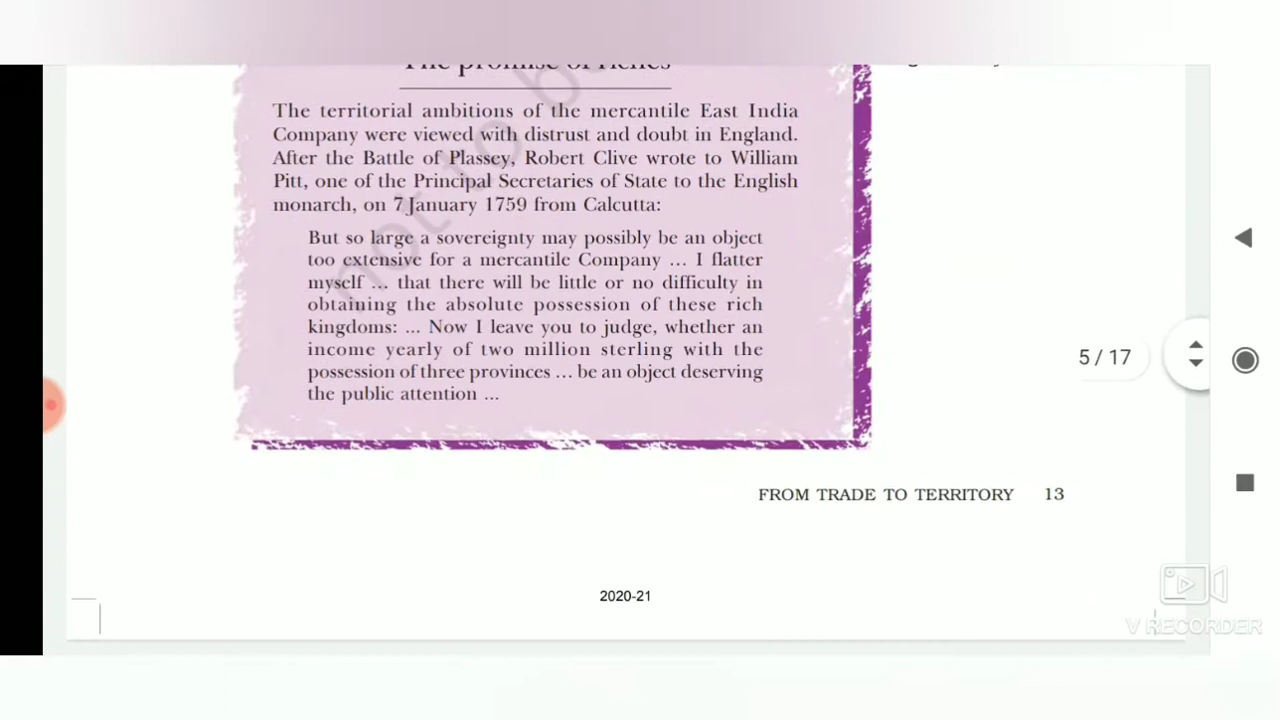 The promise of riches
The territorial ambitions of the mercantile East India
Company were viewed with distrust and doubt in England.
After the Battle of Plassey, Robert Clive wrote to William
Pitt, one of the Principal Secretaries of State to the English
monarch, on 7 January 1759 from Calcutta:
But so large a sovereignty may possibly be an object
too extensive for a mercantile Company ... I flatter
myself ... that there will be little or no difficulty in
obtaining the absolute possession of these rich
kingdoms: ... Now I leave you to judge, whether an
income yearly of two million sterling with the
possession of three provinces ... be an object deserving
the public attention ...
not to b
5 / 17
FROM TRADE TO TERRITORY 13
2020-21
V RECORDER